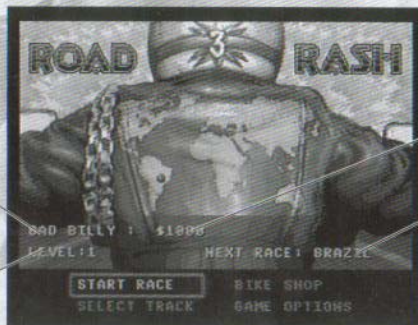 ROAD 3 RASH
BAD BILLY : $1000
LEVEL:1 NEXT RACE: BRAZIL
START RACE BIKE SHOP
SELECT TRACK GAME OPTIONS